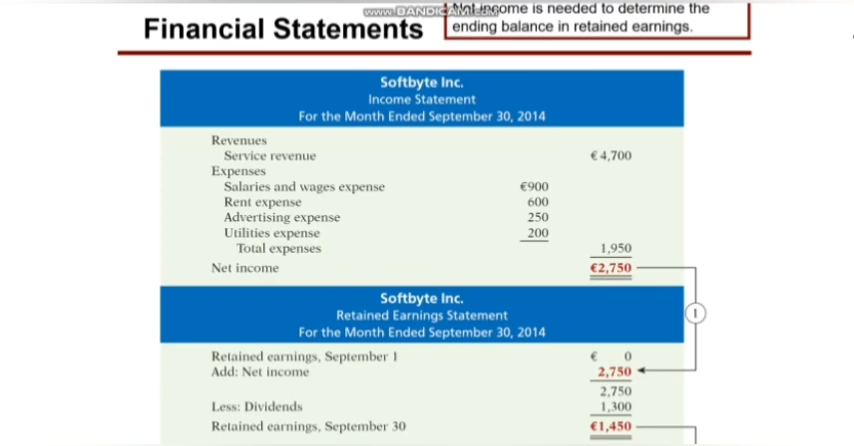 www.BANDICAM.com
Net income is needed to determine the
Financial Statements
ending balance in retained earnings.
Softbyte Inc.
Income Statement
For the Month Ended September 30, 2014
Revenues
Service revenue €4,700
Expenses
Salaries and wages expense €900
Rent expense 600
Advertising expense 250
Utilities expense 200
Total expenses 1,950
Net income €2,750
Softbyte Inc.
Retained Earnings Statement
1
For the Month Ended September 30, 2014
Retained earnings, September 1 € 0
Add: Net income 2,750
2,750
Less: Dividends 1,300
Retained earnings, September 30 €1,450